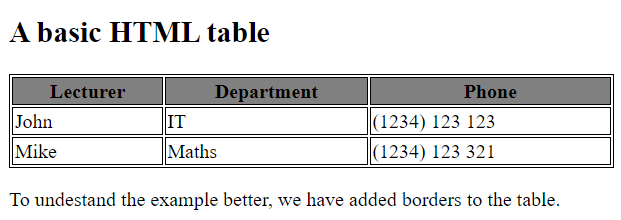 A basic HTML table
Lecturer Department Phone
John IT (1234) 123 123
Mike Maths (1234) 123 321
To undestand the example better, we have added borders to the table.